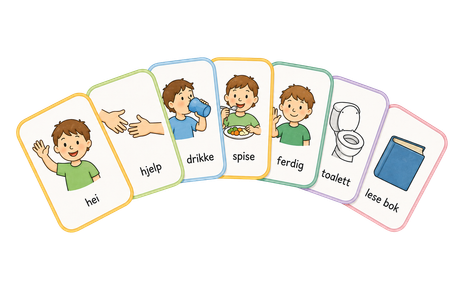 hei
hjelp
drikke
spise
ferdig
toalett
lese bok